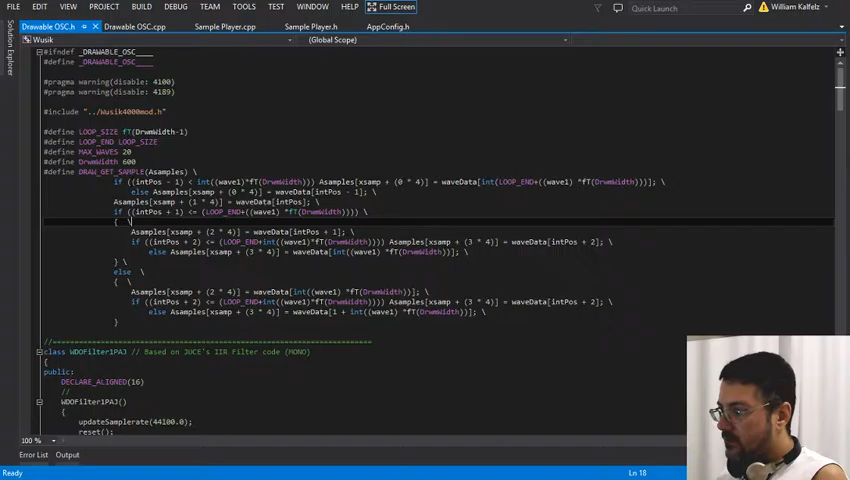 FILE EDIT VIEW PROJECT BUILD DEBUG TEAM TOOLS TEST WINDOW HELP Full Screen Quick Launch William Kalfelz
Drawable OSC.h Drawable OSC.cpp Sample Player.cpp Sample Player.h AppConfig.h
Solution Explorer
Wusik (Global Scope)
#ifndef _DRAWABLE_OSC____
#define _DRAWABLE_OSC____
#pragma warning(disable: 4100)
#pragma warning(disable: 4189)
#include "../Wusik4000mod.h"
#define LOOP_SIZE fT(DrwmWidth-1)
#define LOOP_END LOOP_SIZE
#define MAX_WAVES 20
#define DrwmWidth 600
#define DRAW_GET_SAMPLE(Asamples) \
if ((intPos - 1) < int((wave1)*fT(DrwmWidth))) Asamples[xsamp + (0 * 4)] = waveData[int(LOOP_END+((wave1) *fT(DrwmWidth)))]; \
else Asamples[xsamp + (0 * 4)] = waveData[intPos - 1]; \
Asamples[xsamp + (1 * 4)] = waveData[intPos]; \
if ((intPos + 1) <= (LOOP_END+((wave1) *fT(DrwmWidth)))) \
{ \
Asamples[xsamp + (2 * 4)] = waveData[intPos + 1]; \
if ((intPos + 2) <= (LOOP_END+int((wave1)*fT(DrwmWidth)))) Asamples[xsamp + (3 * 4)] = waveData[intPos + 2]; \
else Asamples[xsamp + (3 * 4)] = waveData[int((wave1) *fT(DrwmWidth))]; \
} \
else \
{ \
Asamples[xsamp + (2 * 4)] = waveData[int((wave1) *fT(DrwmWidth))]; \
if ((intPos + 2) <= (LOOP_END+int((wave1)*fT(DrwmWidth)))) Asamples[xsamp + (3 * 4)] = waveData[intPos + 2]; \
else Asamples[xsamp + (3 * 4)] = waveData[1 + int((wave1) *fT(DrwmWidth))]; \
}
//==========================================================================
class WDOFilter1PAJ // Based on JUCE's IIR Filter code (MONO)
{
public:
DECLARE_ALIGNED(16)
//
WDOFilter1PAJ()
{
updateSamplerate(44100.0);
reset();
100 %
Error List Output
Ready Ln 18